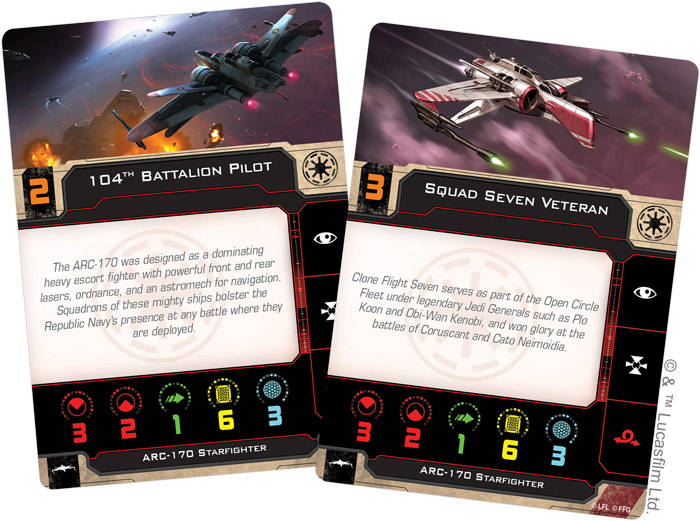 2
104TH BATTALION PILOT
The ARC-170 was designed as a dominating
heavy escort fighter with powerful front and rear
lasers, ordnance, and an astromech for navigation.
Squadrons of these mighty ships bolster the
Republic Navy's presence at any battle where they
are deployed.
3 2 1 6 3
ARC-170 STARFIGHTER
3
SQUAD SEVEN VETERAN
Clone Flight Seven serves as part of the Open Circle
Fleet under legendary Jedi Generals such as Plo
Koon and Obi-Wan Kenobi, and won glory at the
battles of Coruscant and Cato Neimoidia.
3 2 1 6 3
ARC-170 STARFIGHTER
© LFL © FFG
© & ™ Lucasfilm Ltd.